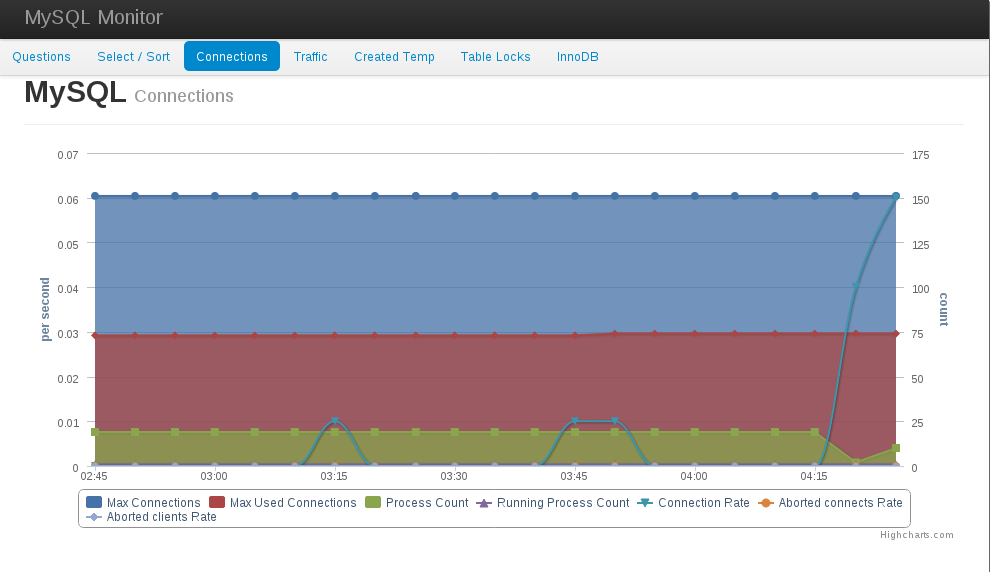 MySQL Monitor
Questions Select / Sort Connections Traffic Created Temp Table Locks InnoDB
MySQL Connections
0.07 175
0.06 150
0.05 125
0.04 100
0.03 75
0.02 50
0.01 25
0 0
per second
count
02:45 03:00 03:15 03:30 03:45 04:00 04:15
Max Connections Max Used Connections Process Count Running Process Count Connection Rate Aborted connects Rate
Aborted clients Rate
Highcharts.com